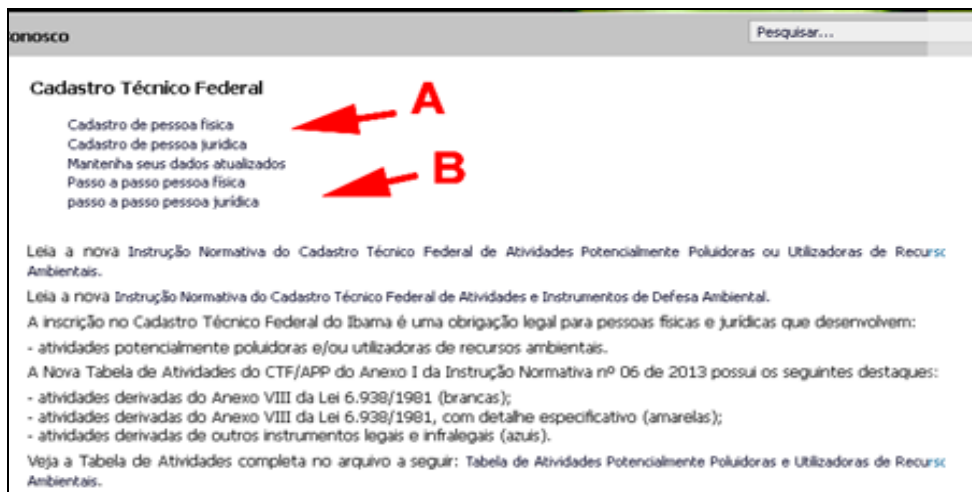 onosco
Pesquisar...
Cadastro Técnico Federal
A
Cadastro de pessoa física
Cadastro de pessoa jurídica
Mantenha seus dados atualizados
B
Passo a passo pessoa física
passo a passo pessoa jurídica
Leia a nova Instrução Normativa do Cadastro Técnico Federal de Atividades Potencialmente Poluidoras ou Utilizadoras de Recurso
Ambientais.
Leia a nova Instrução Normativa do Cadastro Técnico Federal de Atividades e Instrumentos de Defesa Ambiental.
A inscrição no Cadastro Técnico Federal do Ibama é uma obrigação legal para pessoas físicas e jurídicas que desenvolvem:
- atividades potencialmente poluidoras e/ou utilizadoras de recursos ambientais.
A Nova Tabela de Atividades do CTF/APP do Anexo I da Instrução Normativa nº 06 de 2013 possui os seguintes destaques:
- atividades derivadas do Anexo VIII da Lei 6.938/1981 (brancas);
- atividades derivadas do Anexo VIII da Lei 6.938/1981, com detalhe especificativo (amarelas);
- atividades derivadas de outros instrumentos legais e infralegais (azuis).
Veja a Tabela de Atividades completa no arquivo a seguir: Tabela de Atividades Potencialmente Poluidoras e Utilizadoras de Recurso
Ambientais.